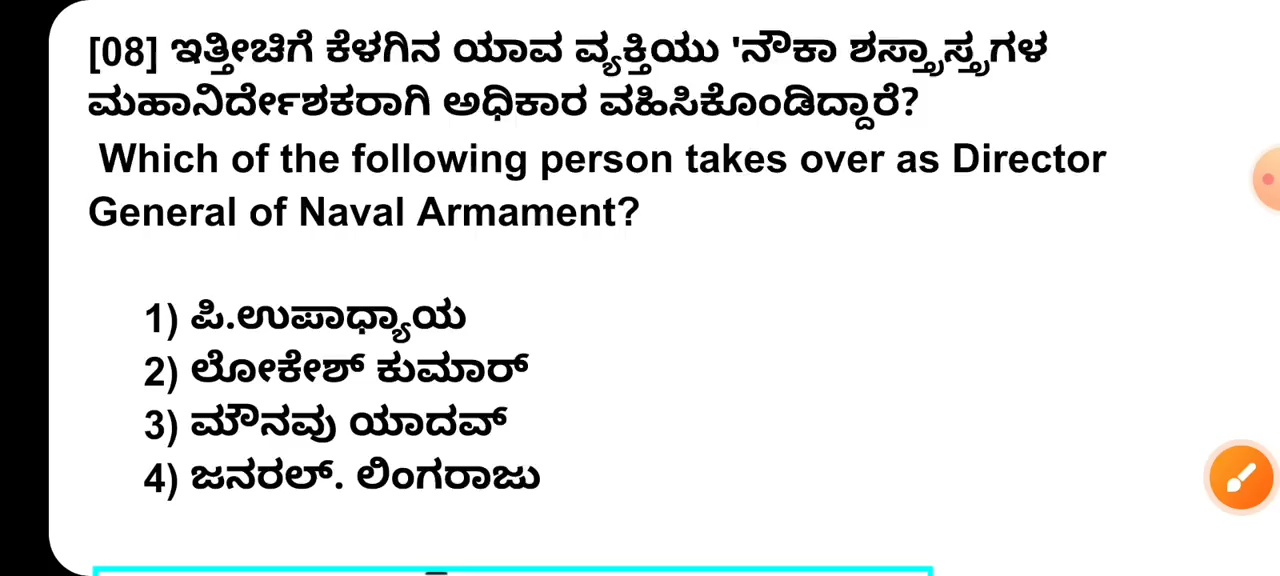 [08] ಇತ್ತೀಚಿಗೆ ಕೆಳಗಿನ ಯಾವ ವ್ಯಕ್ತಿಯು 'ನೌಕಾ ಶಸ್ತ್ರಾಸ್ತ್ರಗಳ
ಮಹಾನಿರ್ದೇಶಕರಾಗಿ ಅಧಿಕಾರ ವಹಿಸಿಕೊಂಡಿದ್ದಾರೆ?
Which of the following person takes over as Director
General of Naval Armament?
1) ಪಿ.ಉಪಾಧ್ಯಾಯ
2) ಲೋಕೇಶ್ ಕುಮಾರ್
3) ಮೌನವು ಯಾದವ್
4) ಜನರಲ್. ಲಿಂಗರಾಜು